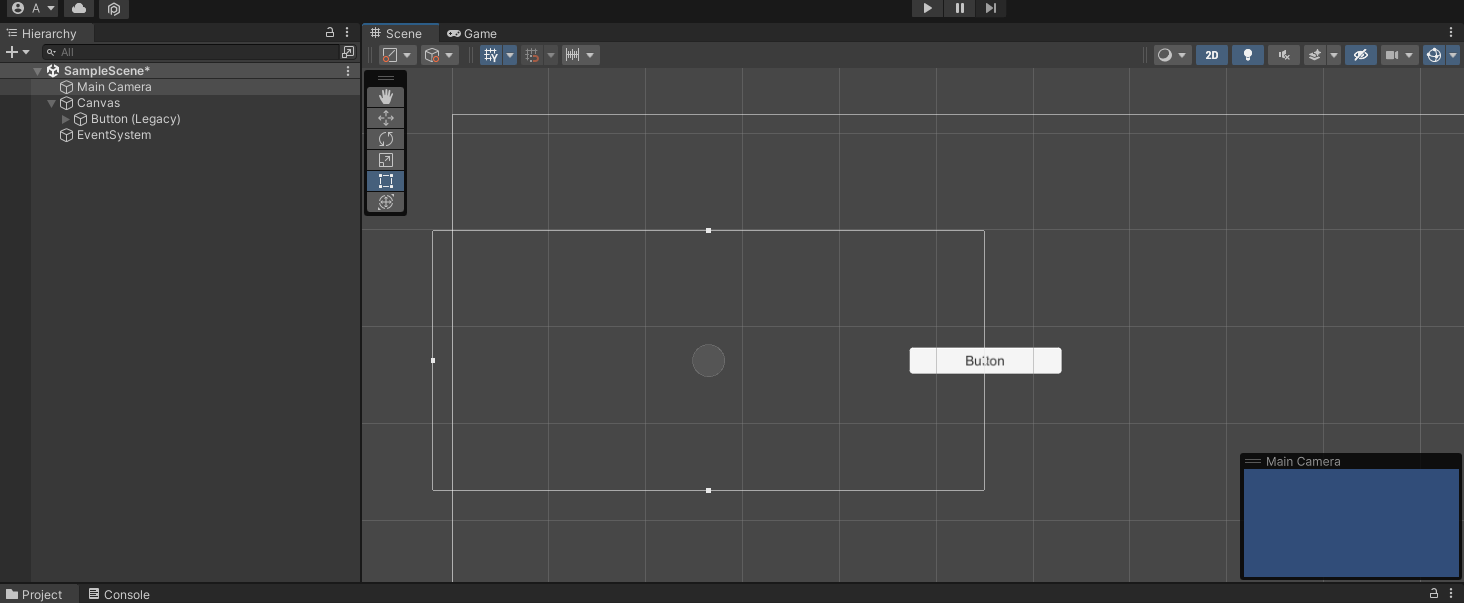 A
Hierarchy
Scene
Game
All
2D
SampleScene*
Main Camera
Canvas
Button (Legacy)
EventSystem
Button
Main Camera
Project
Console